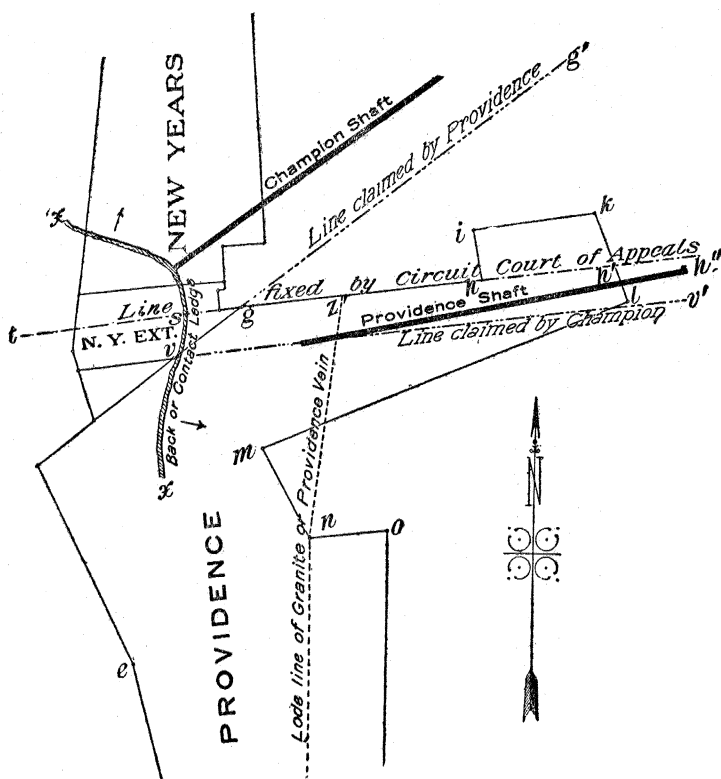 NEW YEARS
Champion Shaft
g'
Line claimed by Providence
'x
k
i
Line fixed by Circuit Court of Appeals
h
h'
h"
t
s
g
z
Providence Shaft
l
v'
N. Y. EXT.
v
Line claimed by Champion
Back or Contact Ledge
x
m
Lode line of Granite or Providence Vein
n
o
N
PROVIDENCE
e